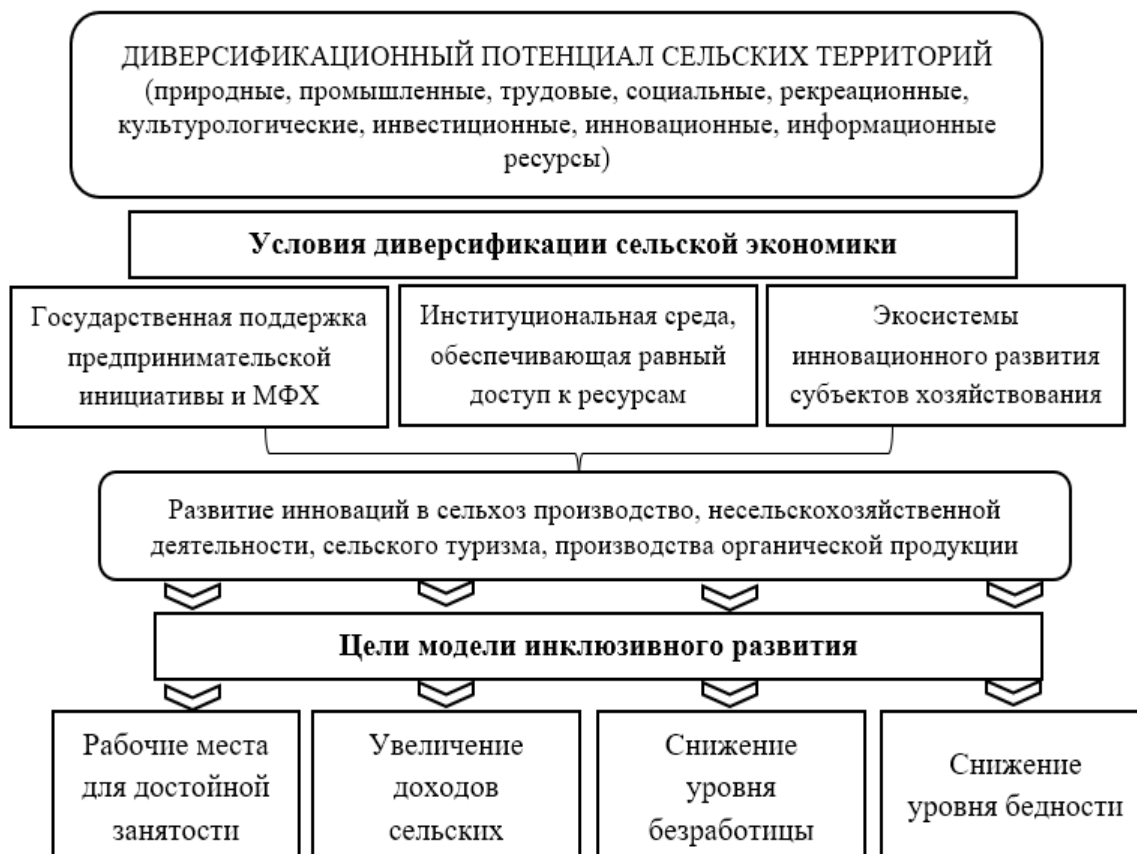 ДИВЕРСИФИКАЦИОННЫЙ ПОТЕНЦИАЛ СЕЛЬСКИХ ТЕРРИТОРИЙ
(природные, промышленные, трудовые, социальные, рекреационные,
культурологические, инвестиционные, инновационные, информационные
ресурсы)
Условия диверсификации сельской экономики
Государственная поддержка
предпринимательской
инициативы и МФХ
Институциональная среда,
обеспечивающая равный
доступ к ресурсам
Экосистемы
инновационного развития
субъектов хозяйствования
Развитие инноваций в сельхоз производство, несельскохозяйственной
деятельности, сельского туризма, производства органической продукции
Цели модели инклюзивного развития
Рабочие места
для достойной
занятости
Увеличение
доходов
сельских
Снижение
уровня
безработицы
Снижение
уровня бедности